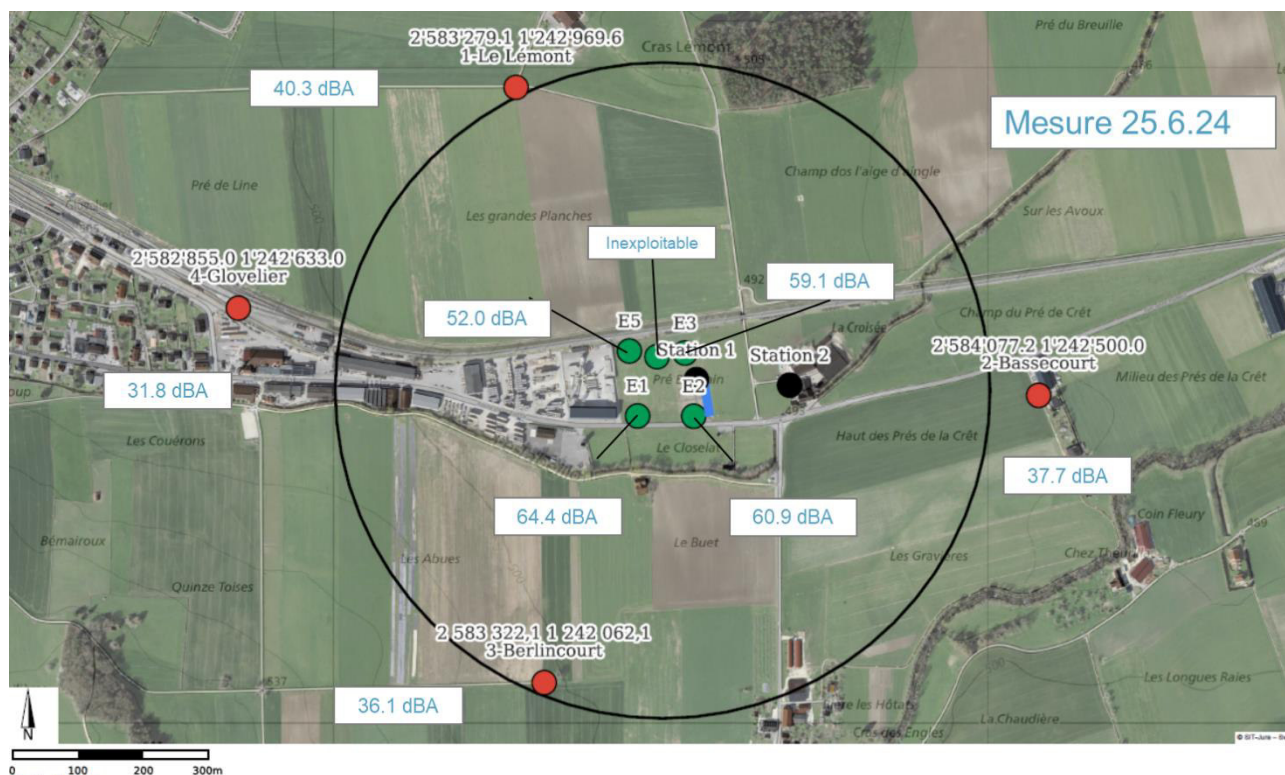 Pré du Breuille
2'583'279.1 1'242'969.6
1-Le Lémont
Cras Lémont
509
486
40.3 dBA
Mesure 25.6.24
Pré de Line
500
Les grandes Planches
Sur les Avoux
Inexploitable
2'582'855.0 1'242'633.0
4-Glovelier
492
59.1 dBA
52.0 dBA
E5
E3
La Croisée
Champ du Pré de Crêt
Station 1
Station 2
2'584'077.2 1'242'500.0
2-Bassecourt
Milieu des Prés de la Crêt
31.8 dBA
E1
E2
Haut des Prés de la Crêt
Les Couérons
Le Closelat
37.7 dBA
64.4 dBA
60.9 dBA
Coin Fleury
Bémairoux
Le Buet
Les Abues
Les Gravières
489
Quinze Toises
500
2 583 322,1 1 242 062,1
3-Berlincourt
537
36.1 dBA
Les Longues Raies
N
La Chaudière
0 100 200 300m